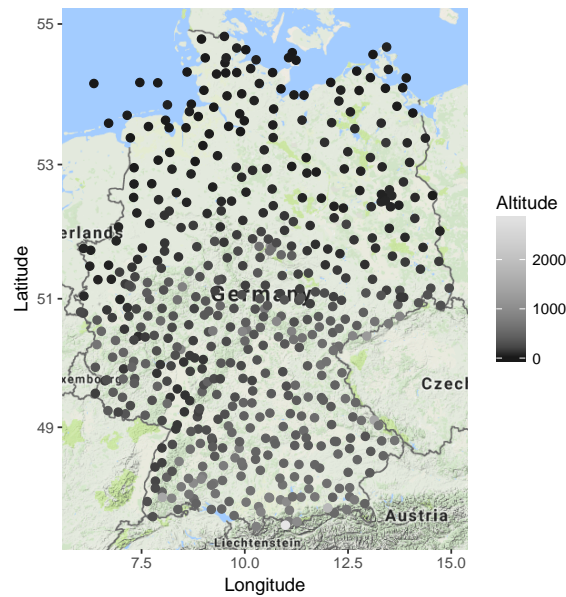 55
53
51
49
Latitude
erlands
Germany
xembourg
Czech
Austria
Liechtenstein
7.5
10.0
12.5
15.0
Longitude
Altitude
2000
1000
0